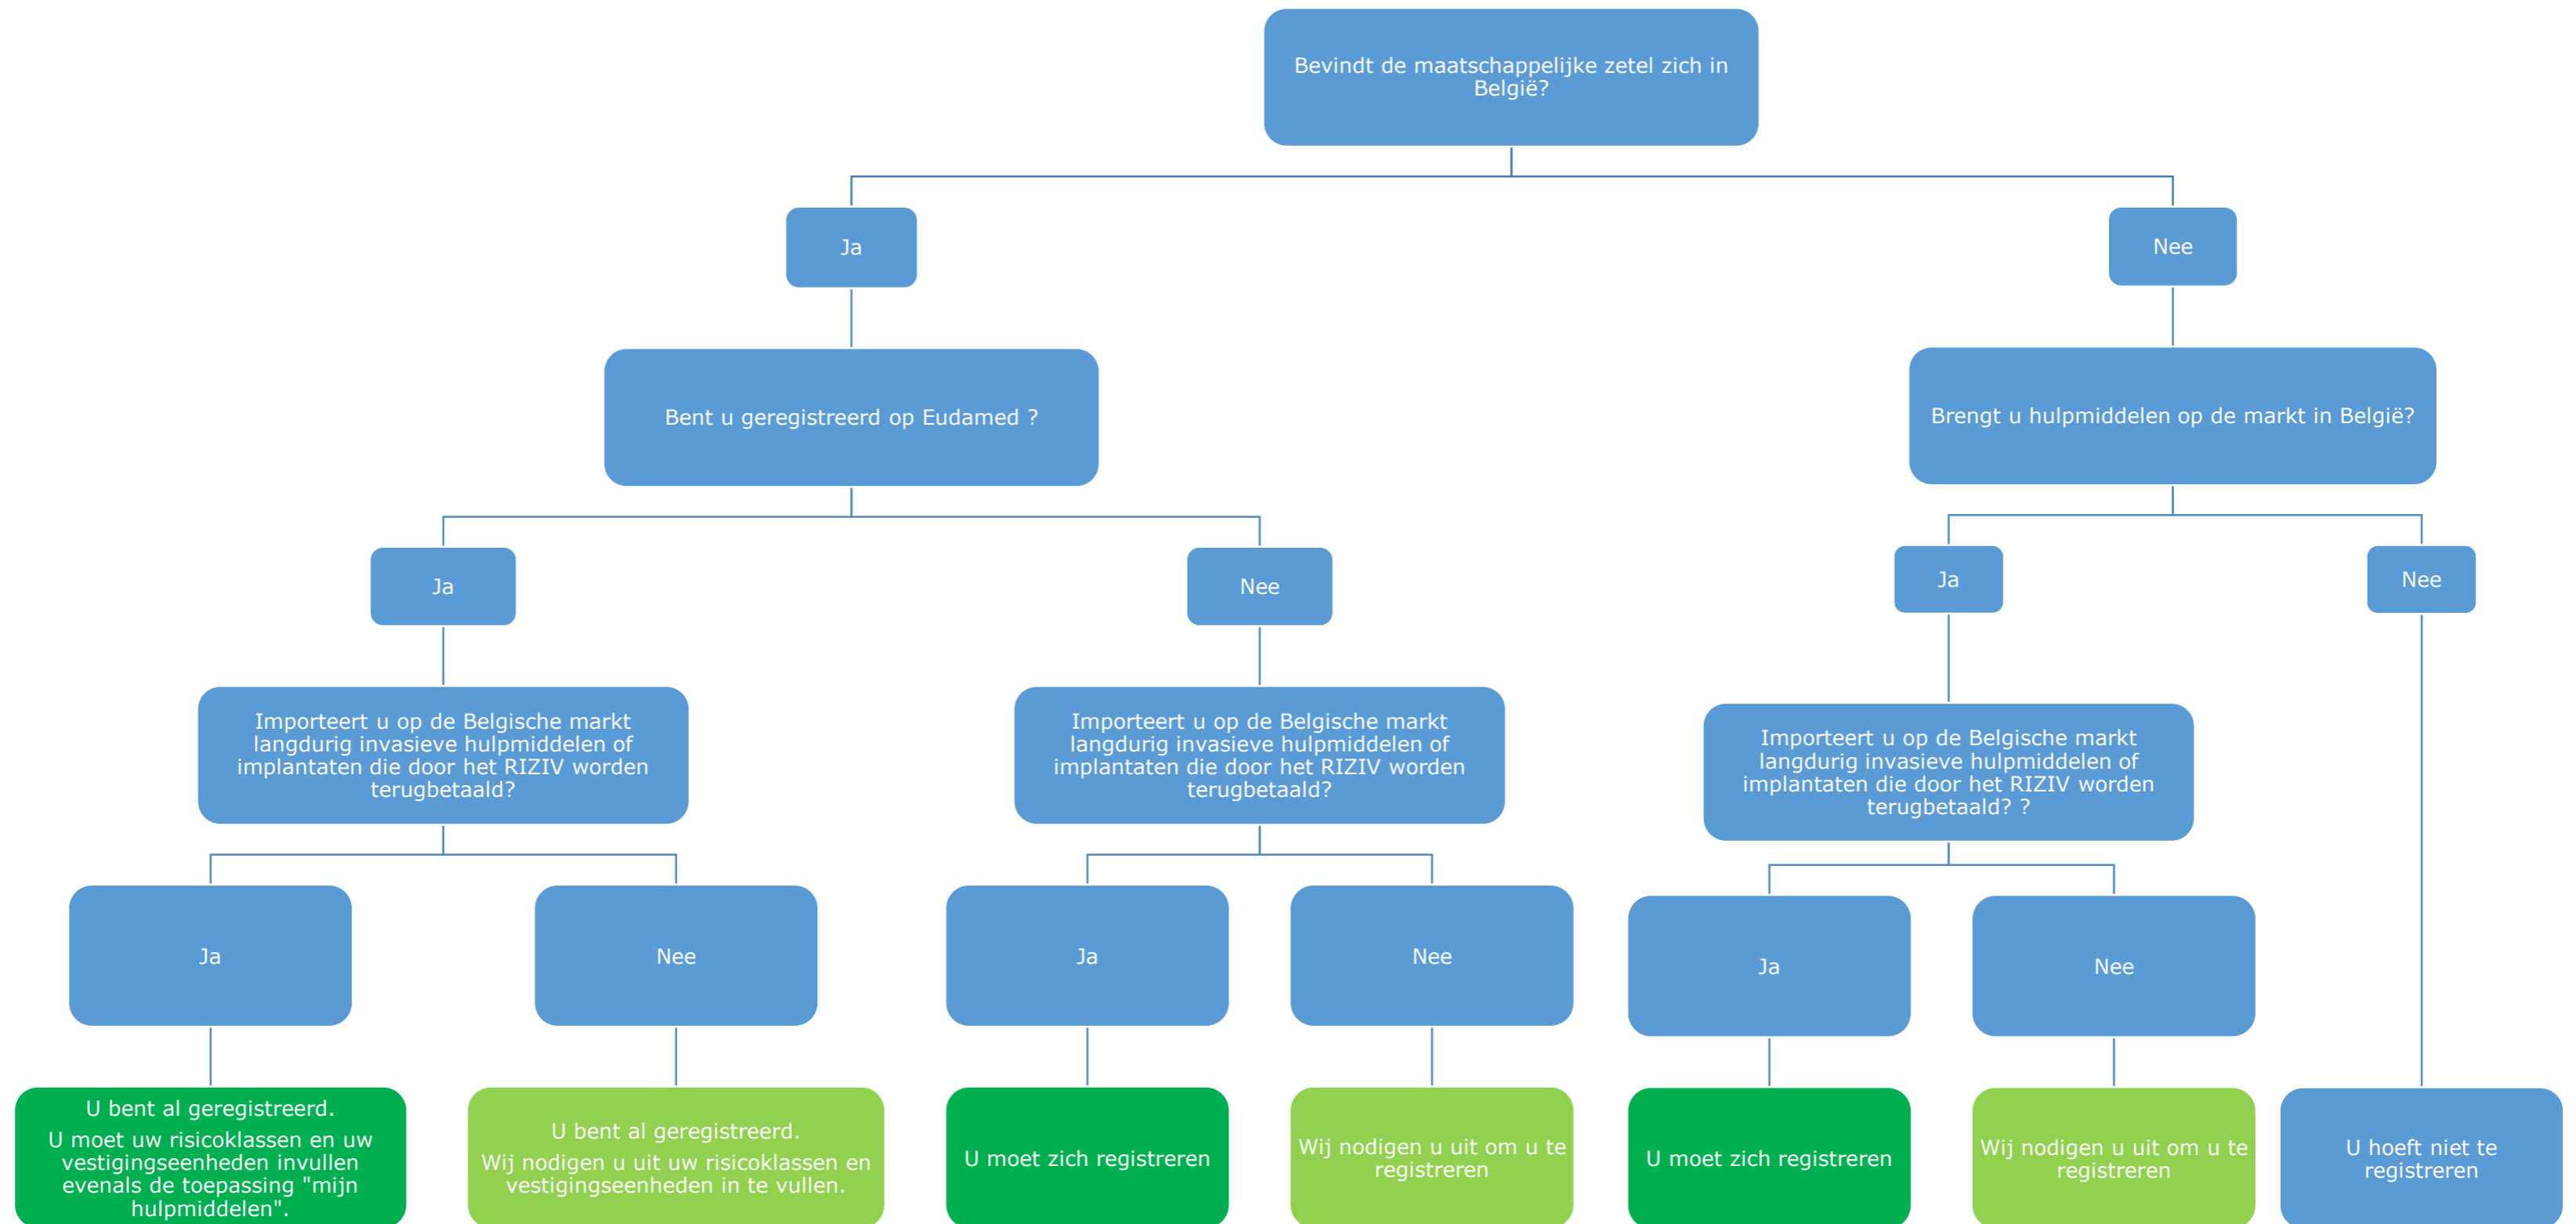 Bevindt de maatschappelijke zetel zich in
België?
Ja
Nee
Bent u geregistreerd op Eudamed ?
Brengt u hulpmiddelen op de markt in België?
Ja
Nee
Ja
Nee
Importeert u op de Belgische markt
langdurig invasieve hulpmiddelen of
implantaten die door het RIZIV worden
terugbetaald?
Importeert u op de Belgische markt
langdurig invasieve hulpmiddelen of
implantaten die door het RIZIV worden
terugbetaald?
Importeert u op de Belgische markt
langdurig invasieve hulpmiddelen of
implantaten die door het RIZIV worden
terugbetaald? ?
Ja
Nee
Ja
Nee
Ja
Nee
U bent al geregistreerd.
U moet uw risicoklassen en uw
vestigingseenheden invullen
evenals de toepassing "mijn
hulpmiddelen".
U bent al geregistreerd.
Wij nodigen u uit uw risicoklassen en
vestigingseenheden in te vullen.
U moet zich registreren
Wij nodigen u uit om u te
registreren
U moet zich registreren
Wij nodigen u uit om u te
registreren
U hoeft niet te
registreren